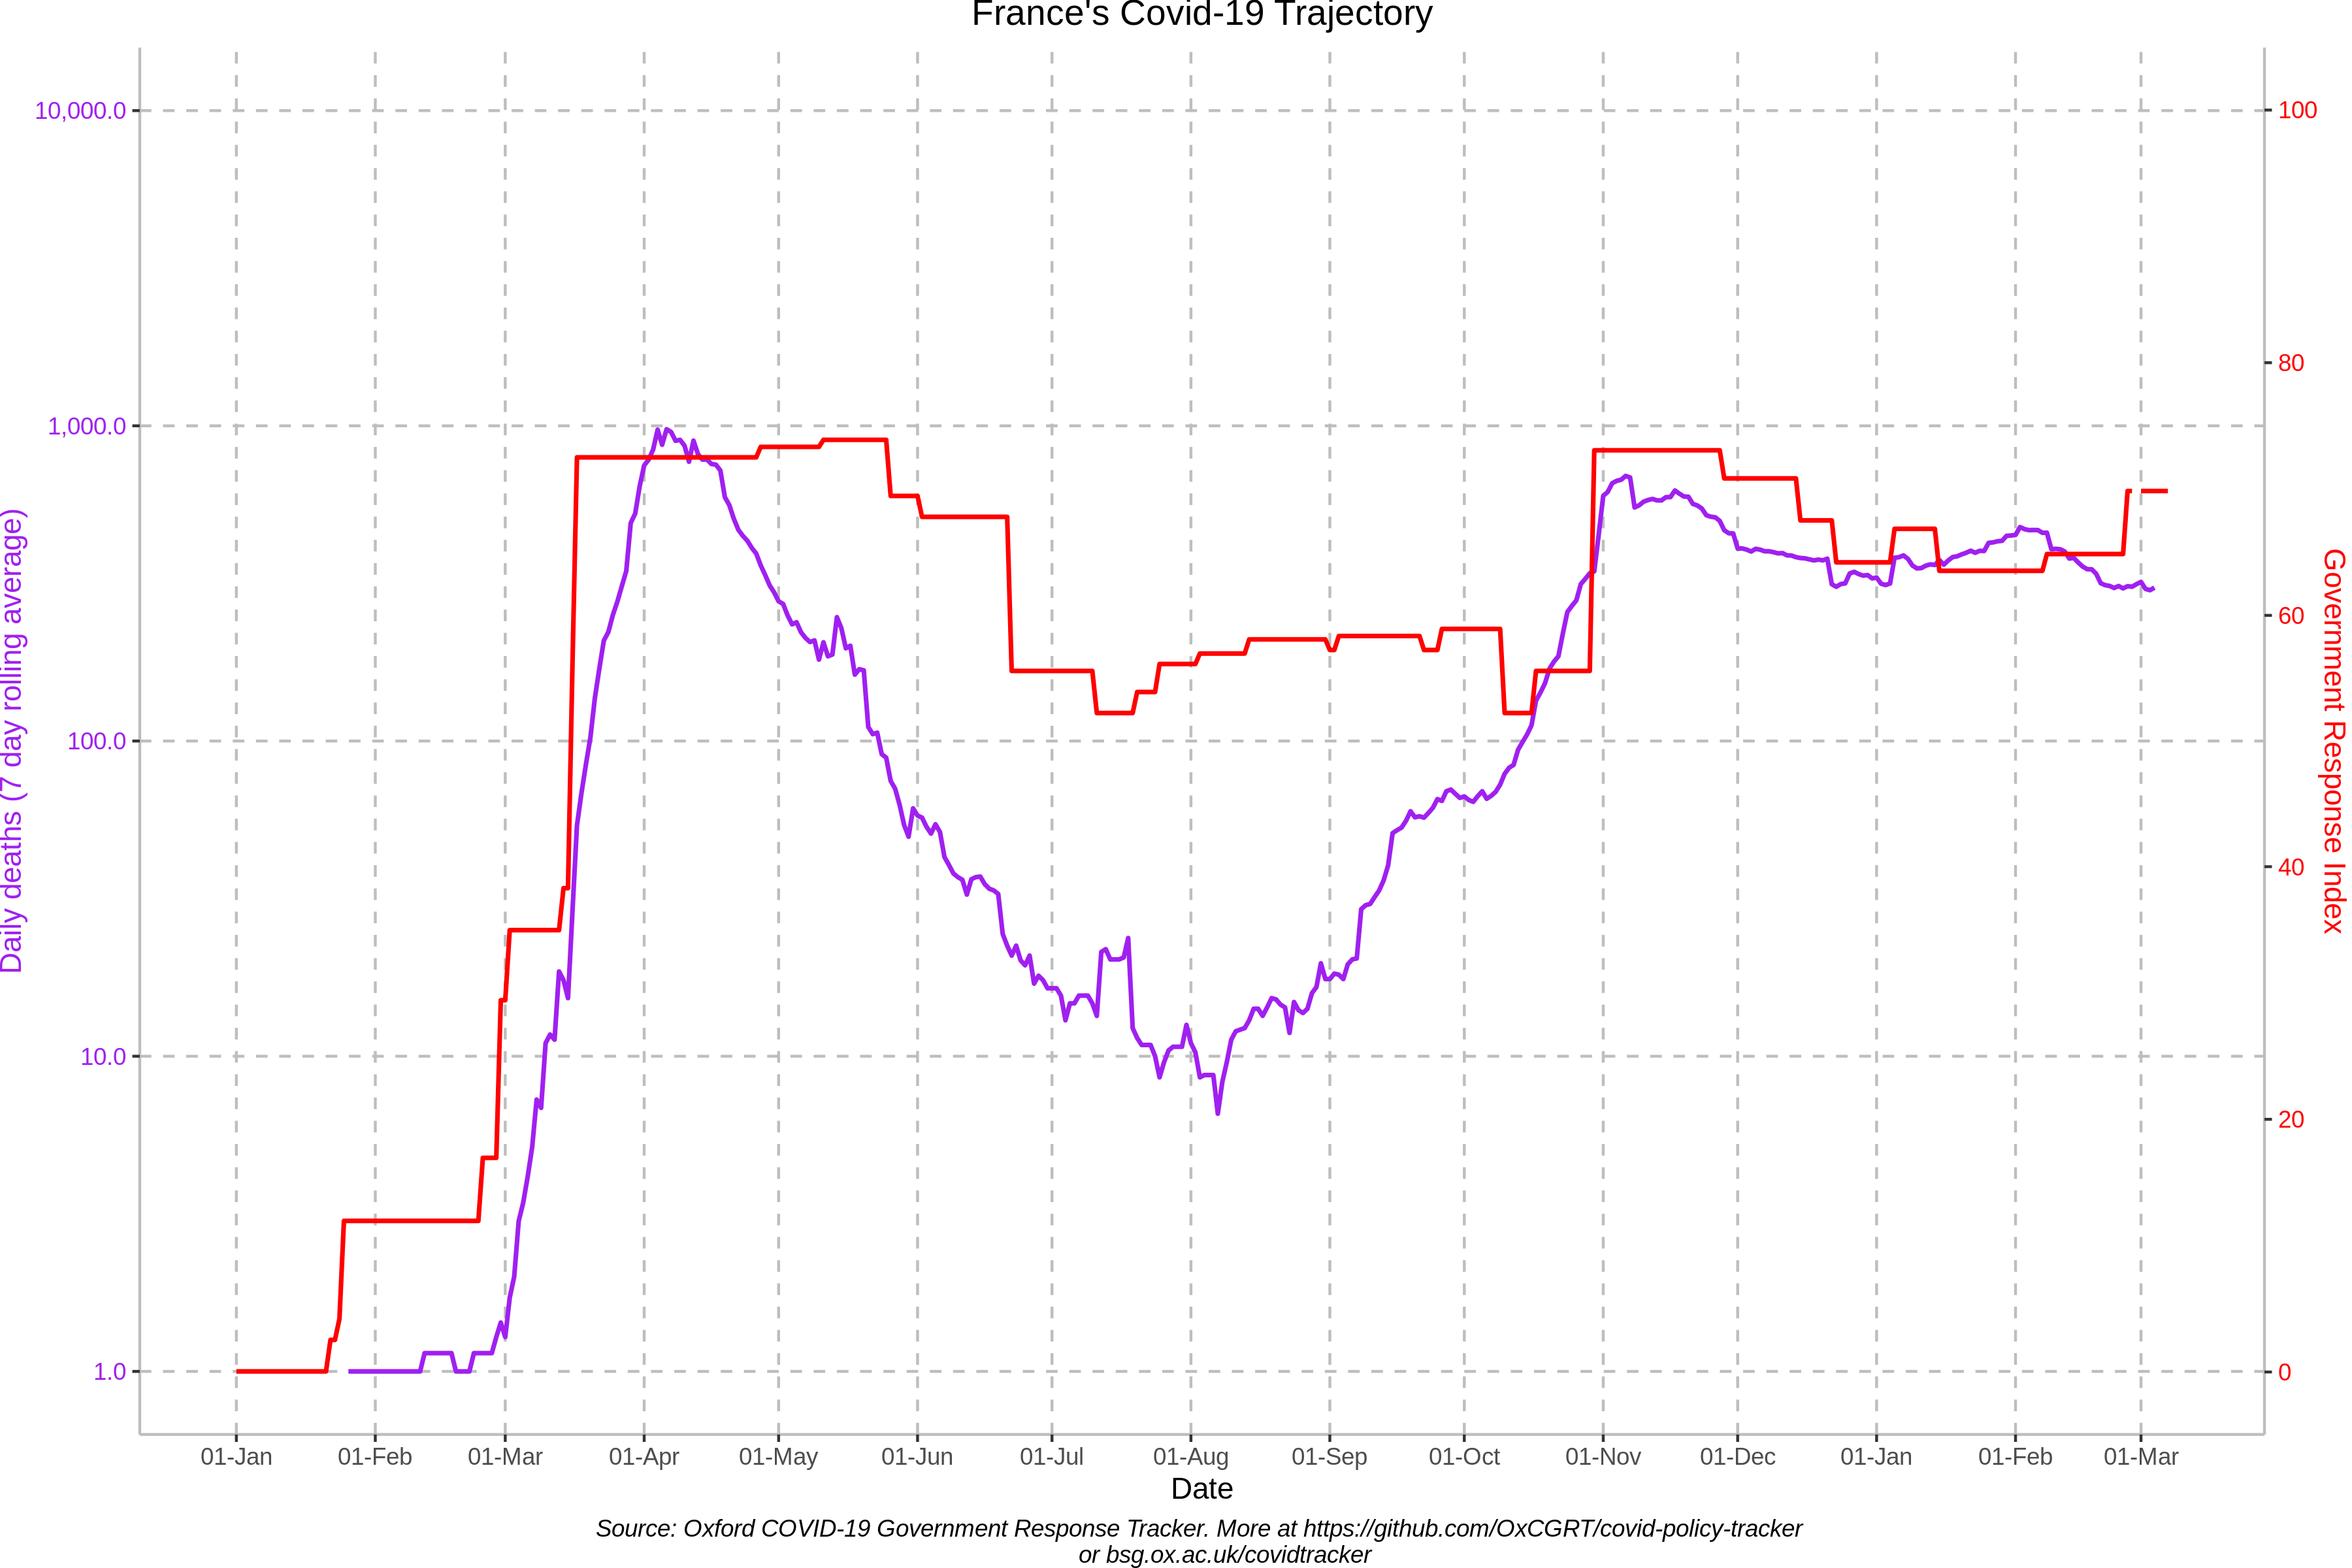 France's Covid-19 Trajectory
10,000.0
1,000.0
100.0
10.0
1.0
Daily deaths (7 day rolling average)
100
80
60
40
20
0
Government Response Index
01-Jan 01-Feb 01-Mar 01-Apr 01-May 01-Jun 01-Jul 01-Aug 01-Sep 01-Oct 01-Nov 01-Dec 01-Jan 01-Feb 01-Mar
Date
Source: Oxford COVID-19 Government Response Tracker. More at https://github.com/OxCGRT/covid-policy-tracker
or bsg.ox.ac.uk/covidtracker